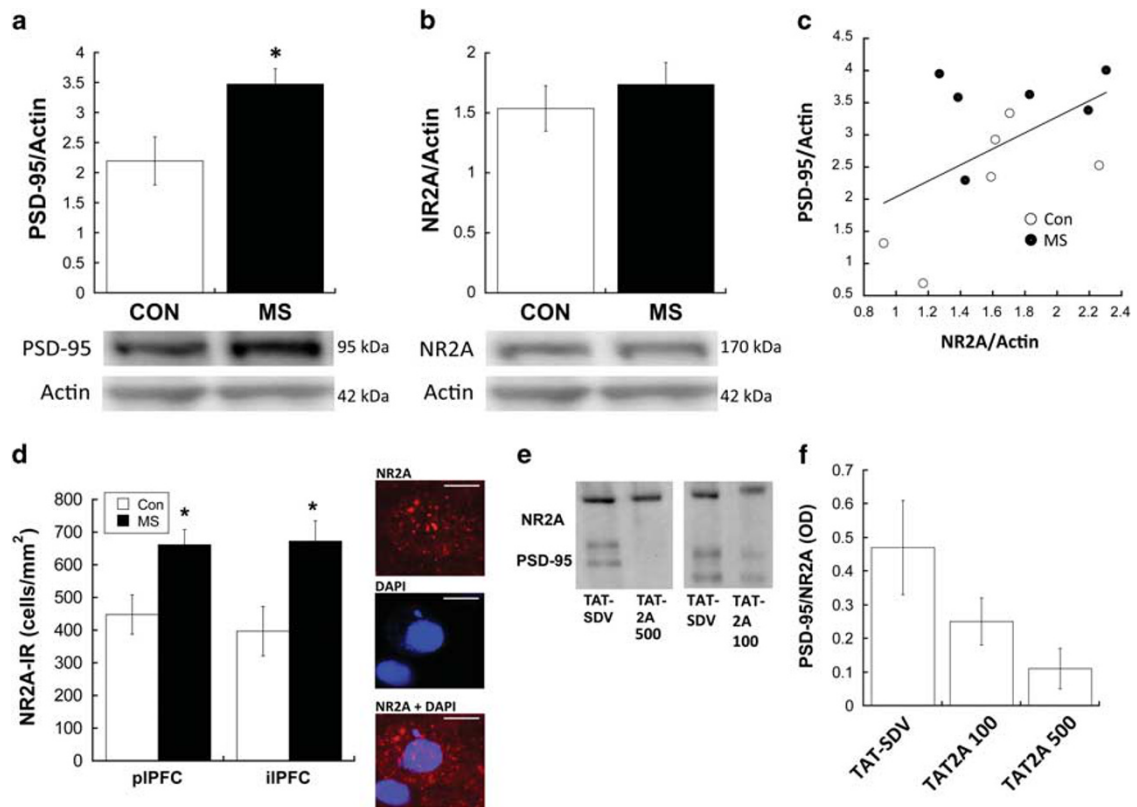 a
PSD-95/Actin
4
3.5
3
2.5
2
1.5
1
0.5
0
*
CON MS
PSD-95 95 kDa
Actin 42 kDa
b
NR2A/Actin
2
1.5
1
0.5
0
CON MS
NR2A 170 kDa
Actin 42 kDa
c
PSD-95/Actin
4.5
4
3.5
3
2.5
2
1.5
1
0.5
Con
MS
0.8 1 1.2 1.4 1.6 1.8 2 2.2 2.4
NR2A/Actin
d
NR2A-IR (cells/mm²)
800
700
600
500
400
300
200
100
0
Con
MS
* *
plPFC ilPFC
NR2A
DAPI
NR2A + DAPI
e
NR2A
PSD-95
TAT-
SDV
TAT-
2A
500
TAT-
SDV
TAT-
2A
100
f
PSD-95/NR2A (OD)
0.7
0.6
0.5
0.4
0.3
0.2
0.1
0
TAT-SDV
TAT2A 100
TAT2A 500